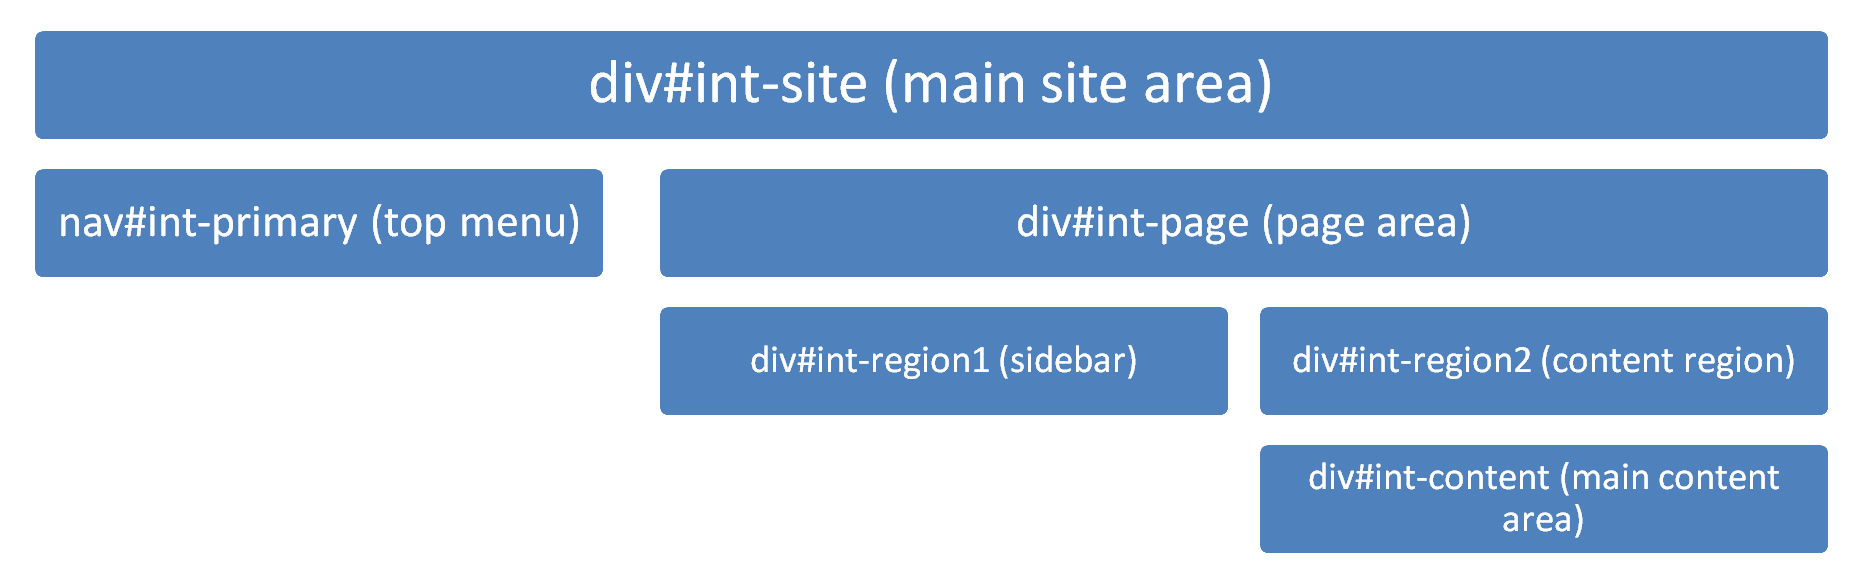 div#int-site (main site area)
nav#int-primary (top menu)
div#int-page (page area)
div#int-region1 (sidebar)
div#int-region2 (content region)
div#int-content (main content
area)